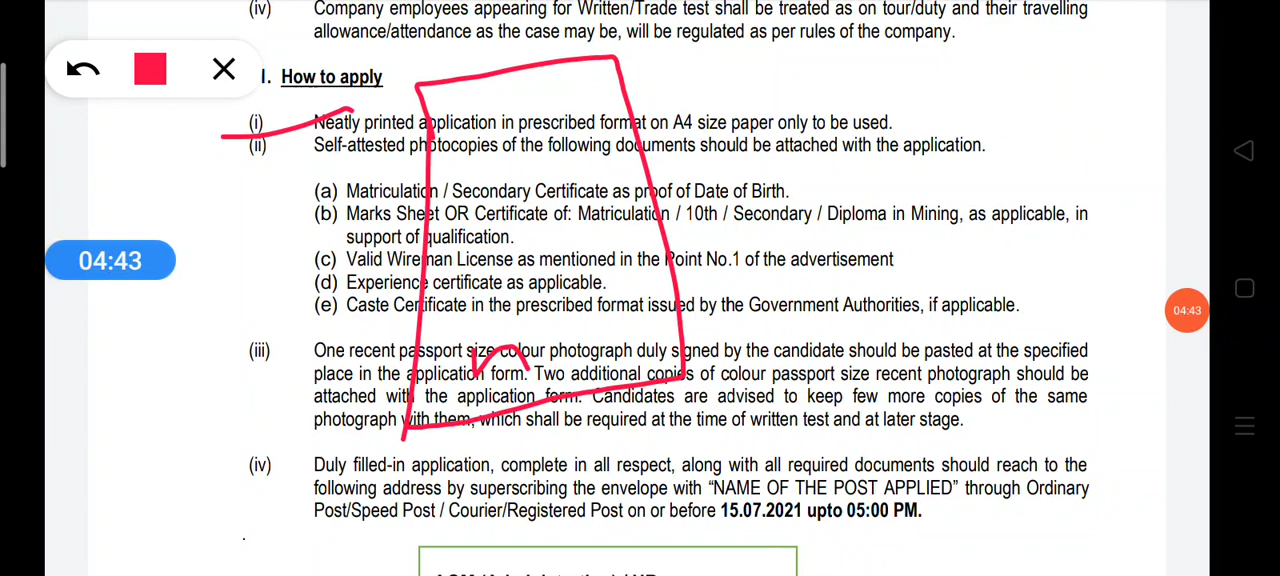 (iv) Company employees appearing for Written/Trade test shall be treated as on tour/duty and their travelling
allowance/attendance as the case may be, will be regulated as per rules of the company.
I. How to apply
(i) Neatly printed application in prescribed format on A4 size paper only to be used.
(ii) Self-attested photocopies of the following documents should be attached with the application.
(a) Matriculation / Secondary Certificate as proof of Date of Birth.
(b) Marks Sheet OR Certificate of: Matriculation / 10th / Secondary / Diploma in Mining, as applicable, in
support of qualification.
04:43
(c) Valid Wireman License as mentioned in the Point No.1 of the advertisement
(d) Experience certificate as applicable.
(e) Caste Certificate in the prescribed format issued by the Government Authorities, if applicable.
04:43
(iii) One recent passport size colour photograph duly signed by the candidate should be pasted at the specified
place in the application form. Two additional copies of colour passport size recent photograph should be
attached with the application form. Candidates are advised to keep few more copies of the same
photograph with them, which shall be required at the time of written test and at later stage.
(iv) Duly filled-in application, complete in all respect, along with all required documents should reach to the
following address by superscribing the envelope with “NAME OF THE POST APPLIED” through Ordinary
Post/Speed Post / Courier/Registered Post on or before 15.07.2021 upto 05:00 PM.